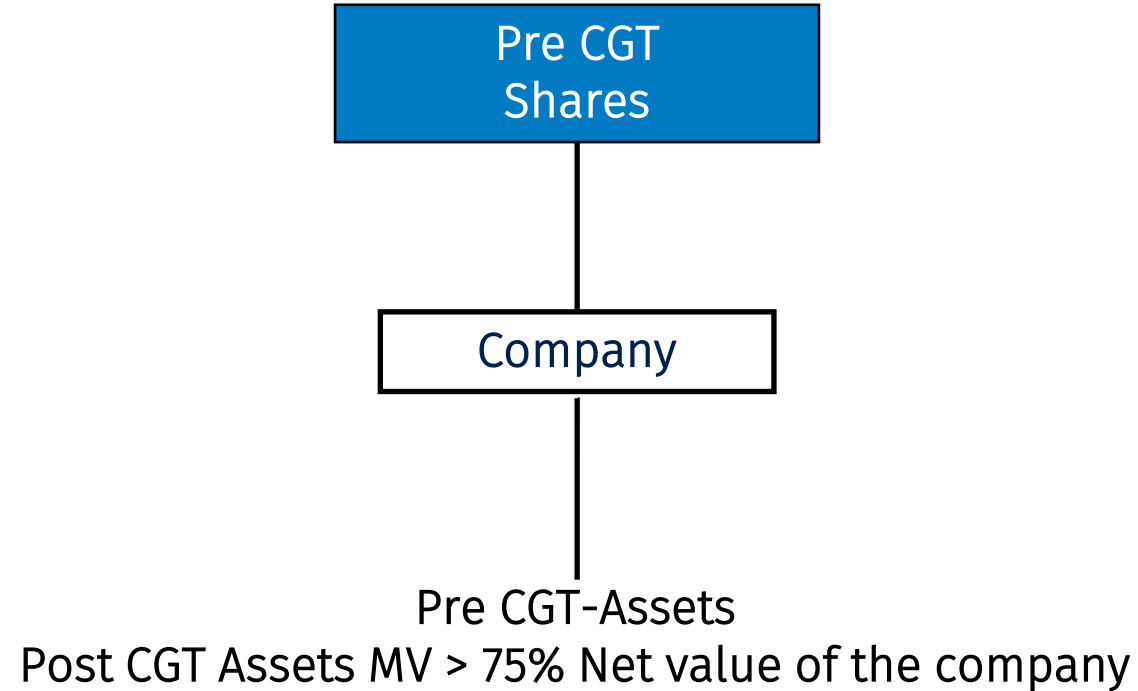 Pre CGT
Shares
Company
Pre CGT-Assets
Post CGT Assets MV > 75% Net value of the company